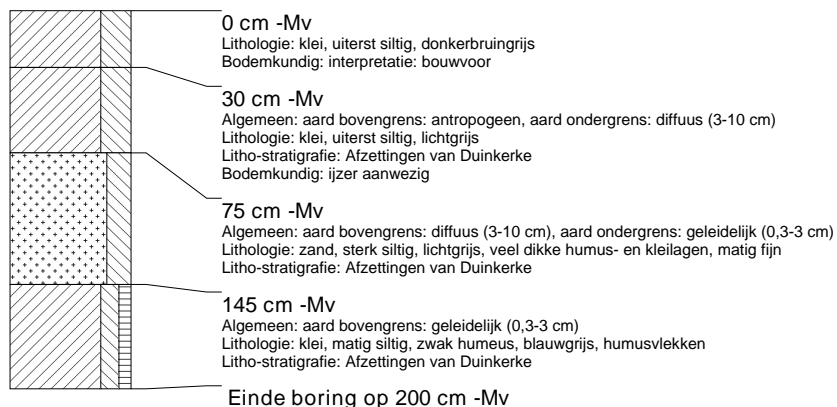 0 cm -Mv
Lithologie: klei, uiterst siltig, donkerbruingrijs
Bodemkundig: interpretatie: bouwvoor
30 cm -Mv
Algemeen: aard bovengrens: antropogeen, aard ondergrens: diffuus (3-10 cm)
Lithologie: klei, uiterst siltig, lichtgrijs
Litho-stratigrafie: Afzettingen van Duinkerke
Bodemkundig: ijzer aanwezig
75 cm -Mv
Algemeen: aard bovengrens: diffuus (3-10 cm), aard ondergrens: geleidelijk (0,3-3 cm)
Lithologie: zand, sterk siltig, lichtgrijs, veel dikke humus- en kleilagen, matig fijn
Litho-stratigrafie: Afzettingen van Duinkerke
145 cm -Mv
Algemeen: aard bovengrens: geleidelijk (0,3-3 cm)
Lithologie: klei, matig siltig, zwak humeus, blauwgrijs, humusvlekken
Litho-stratigrafie: Afzettingen van Duinkerke
Einde boring op 200 cm -Mv